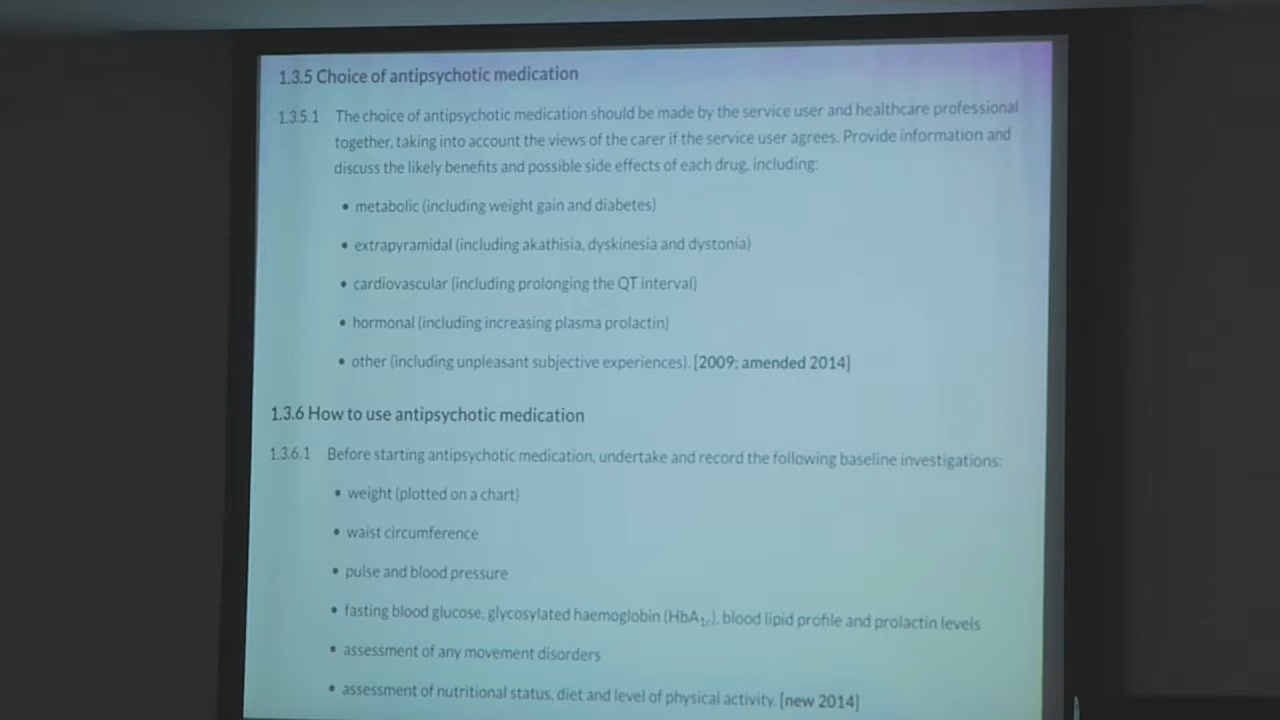 1.3.5 Choice of antipsychotic medication
1.3.5.1 The choice of antipsychotic medication should be made by the service user and healthcare professional
together, taking into account the views of the carer if the service user agrees. Provide information and
discuss the likely benefits and possible side effects of each drug, including:
• metabolic (including weight gain and diabetes)
• extrapyramidal (including akathisia, dyskinesia and dystonia)
• cardiovascular (including prolonging the QT interval)
• hormonal (including increasing plasma prolactin)
• other (including unpleasant subjective experiences). [2009; amended 2014]
1.3.6 How to use antipsychotic medication
1.3.6.1 Before starting antipsychotic medication, undertake and record the following baseline investigations:
• weight (plotted on a chart)
• waist circumference
• pulse and blood pressure
• fasting blood glucose, glycosylated haemoglobin (HbA1c), blood lipid profile and prolactin levels
• assessment of any movement disorders
• assessment of nutritional status, diet and level of physical activity. [new 2014]